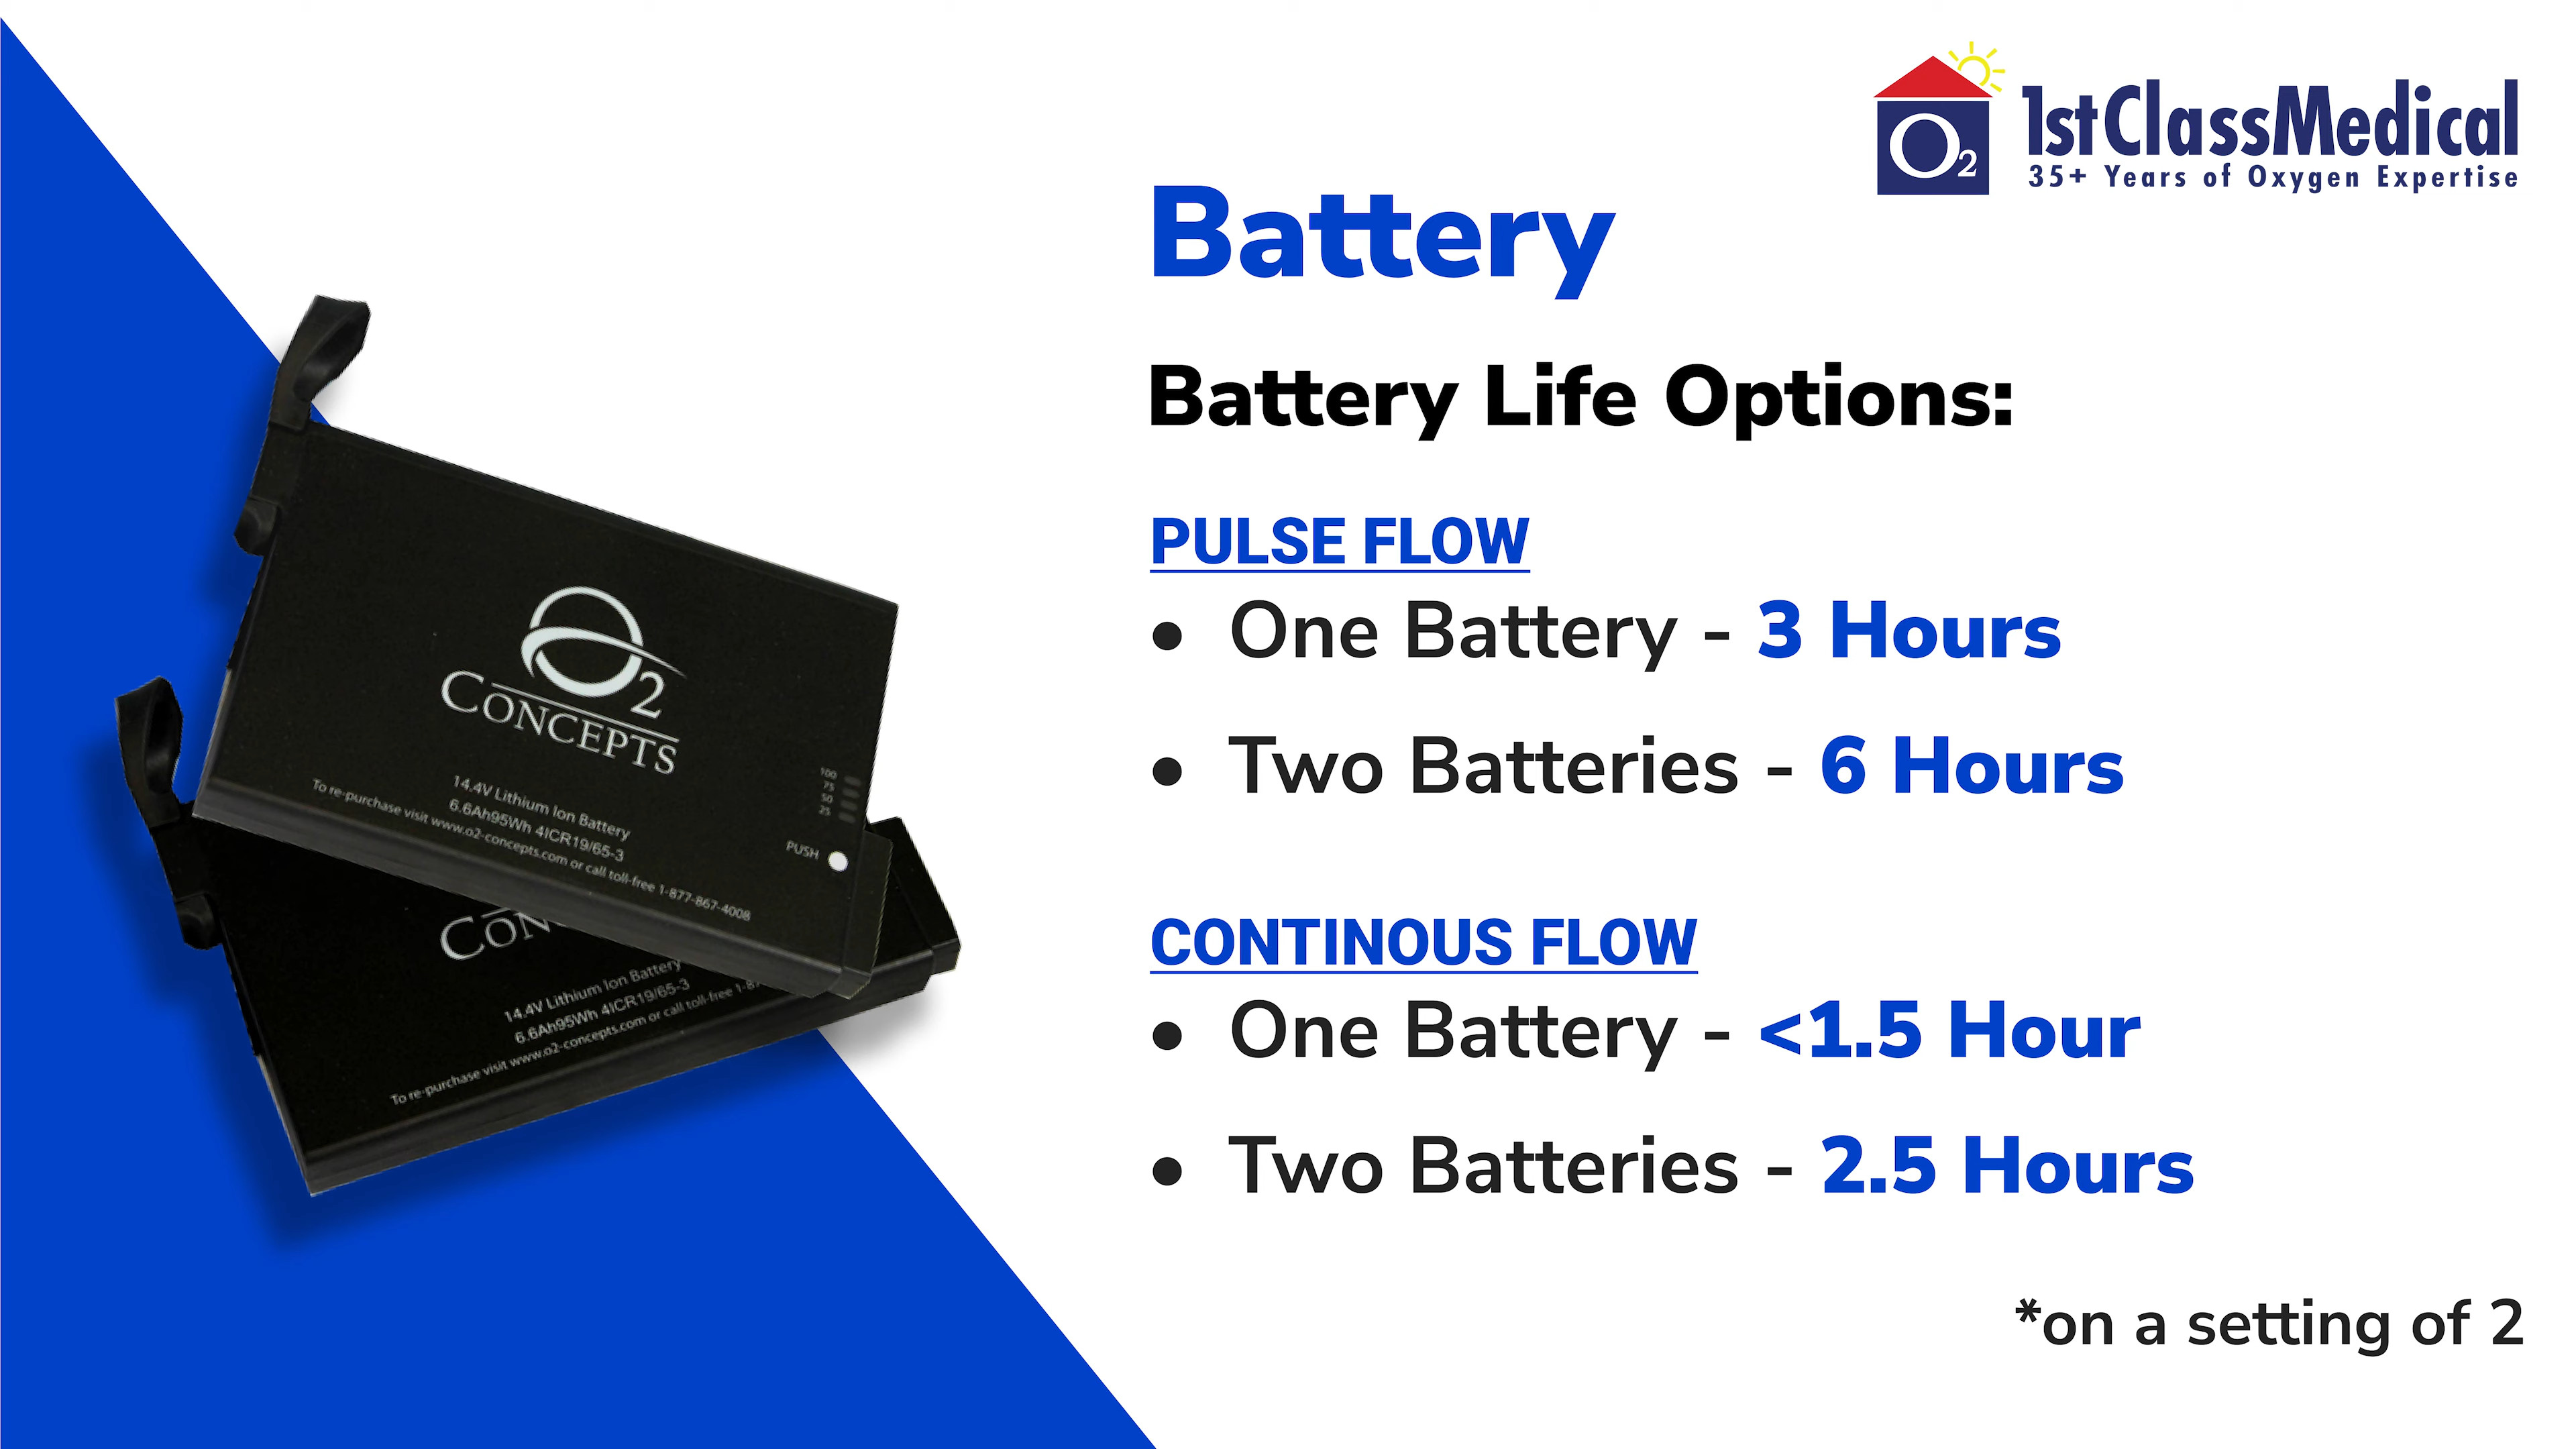 O2
1stClassMedical
35+ Years of Oxygen Expertise
Battery
Battery Life Options:
PULSE FLOW
• One Battery - 3 Hours
• Two Batteries - 6 Hours
CONTINOUS FLOW
• One Battery - <1.5 Hour
• Two Batteries - 2.5 Hours
*on a setting of 2
O2
CONCEPTS
14.4V Lithium Ion Battery
6.6Ah95Wh 4ICR19/65-3
To re-purchase visit www.o2-concepts.com or call toll-free 1-877-867-4008
100
75
50
25
PUSH
CON
14.4V Lithium Ion Battery
6.6Ah95Wh 4ICR19/65-3
To re-purchase visit www.o2-concepts.com or call toll-free 1-87